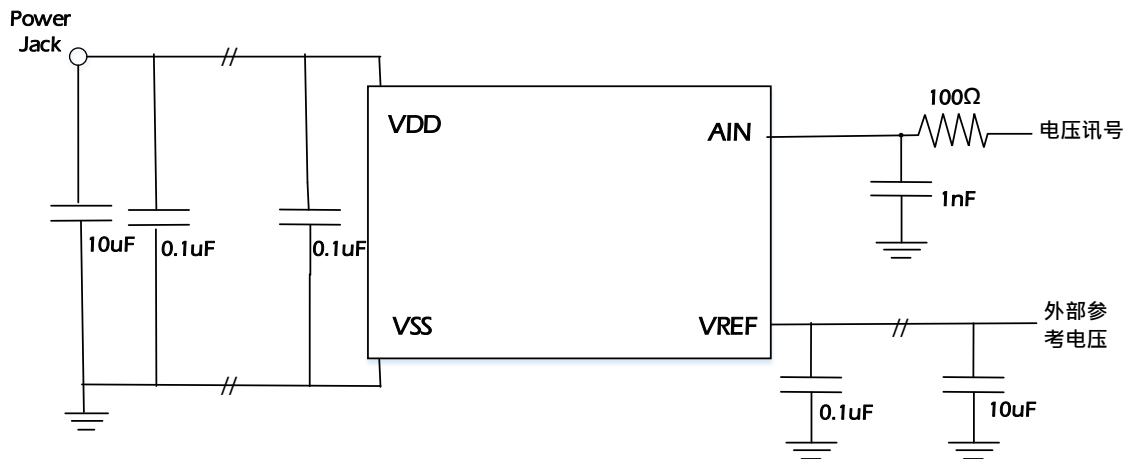 Power
Jack
VDD
AIN
100Ω
电压讯号
1nF
10uF
0.1uF
0.1uF
VSS
VREF
外部参
考电压
0.1uF
10uF